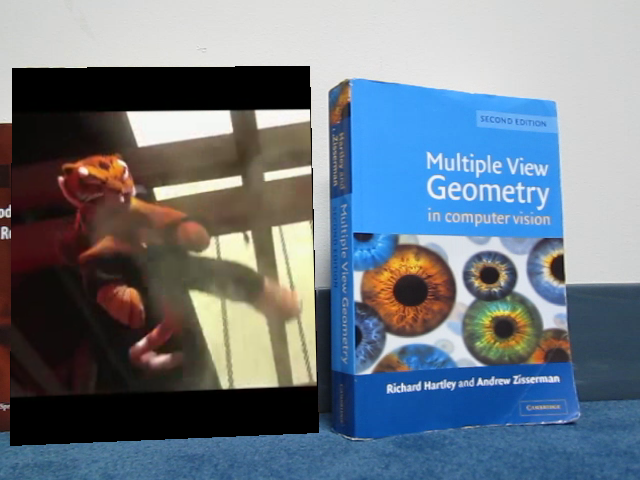 SECOND EDITION
Multiple View
Geometry
in computer vision
Richard Hartley and Andrew Zisserman
CAMBRIDGE
Hartley and
Zisserman
Multiple View Geometry